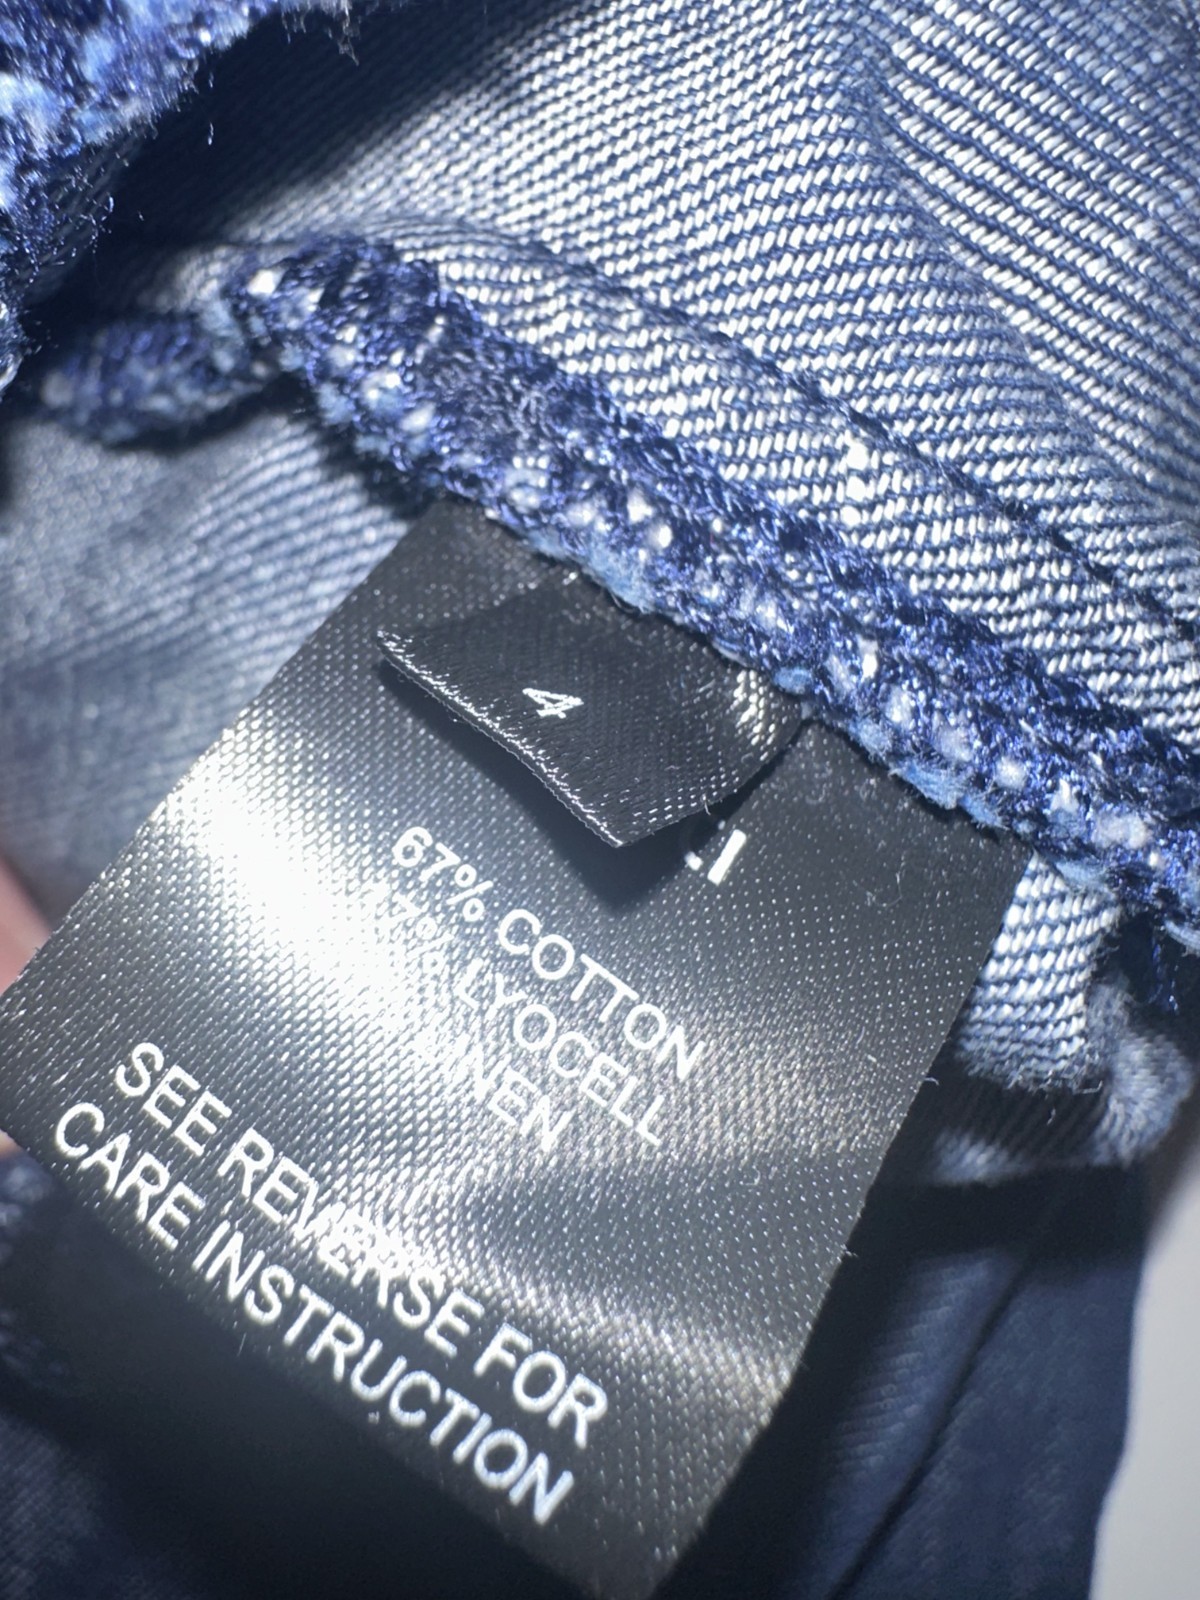 4
67% COTTON
LYOCELL
SEE REVERSE FOR
CARE INSTRUCTION